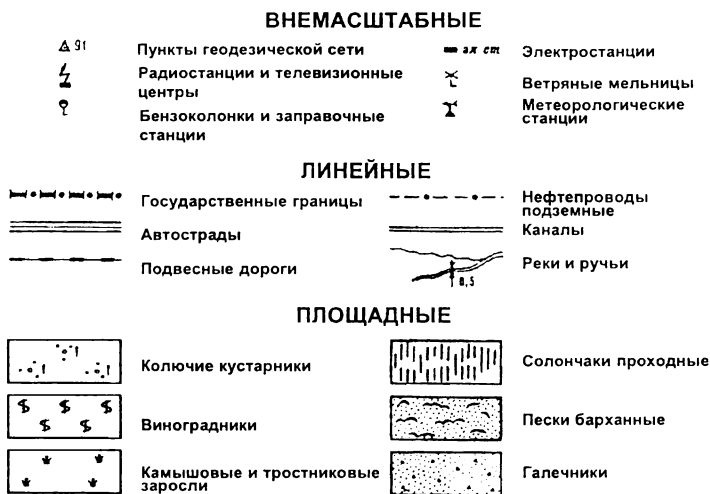 ВНЕМАСШТАБНЫЕ
91
Пункты геодезической сети
Радиостанции и телевизионные
центры
Бензоколонки и заправочные
станции
эл ст
Электростанции
Ветряные мельницы
Метеорологические
станции
ЛИНЕЙНЫЕ
Государственные границы
Автострады
Подвесные дороги
Нефтепроводы
подземные
Каналы
0,5
Реки и ручьи
ПЛОЩАДНЫЕ
Колючие кустарники
Виноградники
Камышовые и тростниковые
заросли
Солончаки проходные
Пески барханные
Галечники